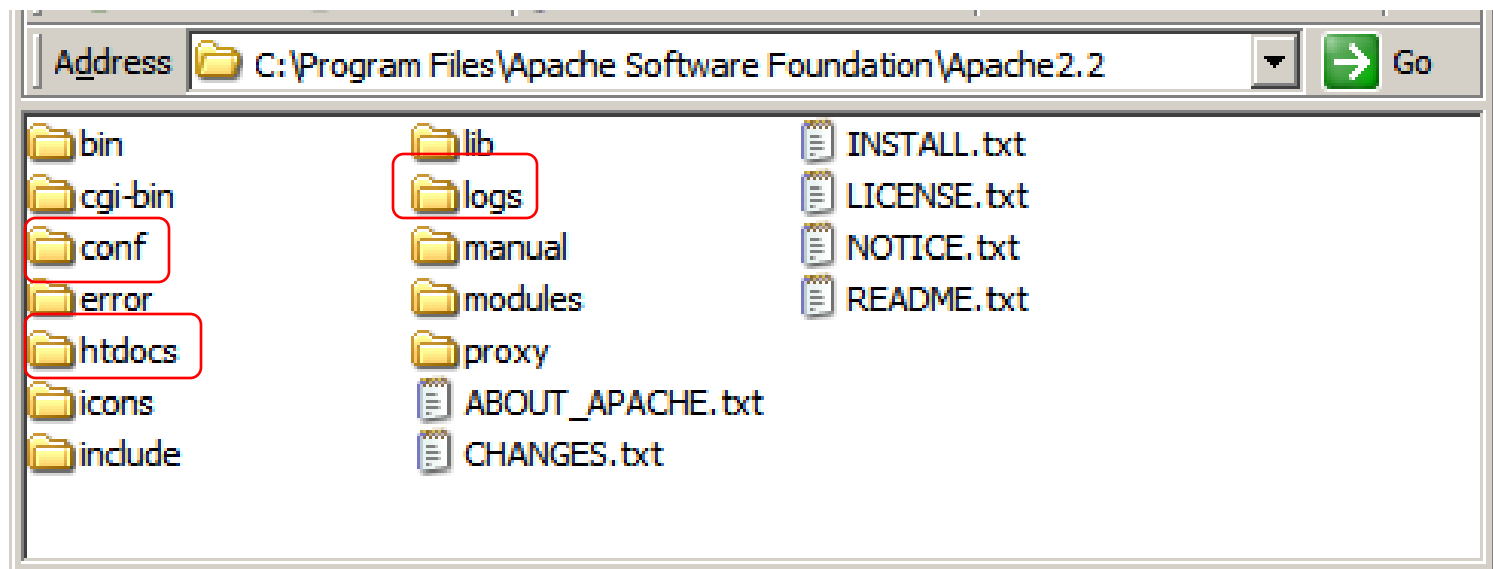 Address C:\Program Files\Apache Software Foundation\Apache2.2 Go
bin
cgi-bin
conf
error
htdocs
icons
include
lib
logs
manual
modules
proxy
ABOUT_APACHE.txt
CHANGES.txt
INSTALL.txt
LICENSE.txt
NOTICE.txt
README.txt